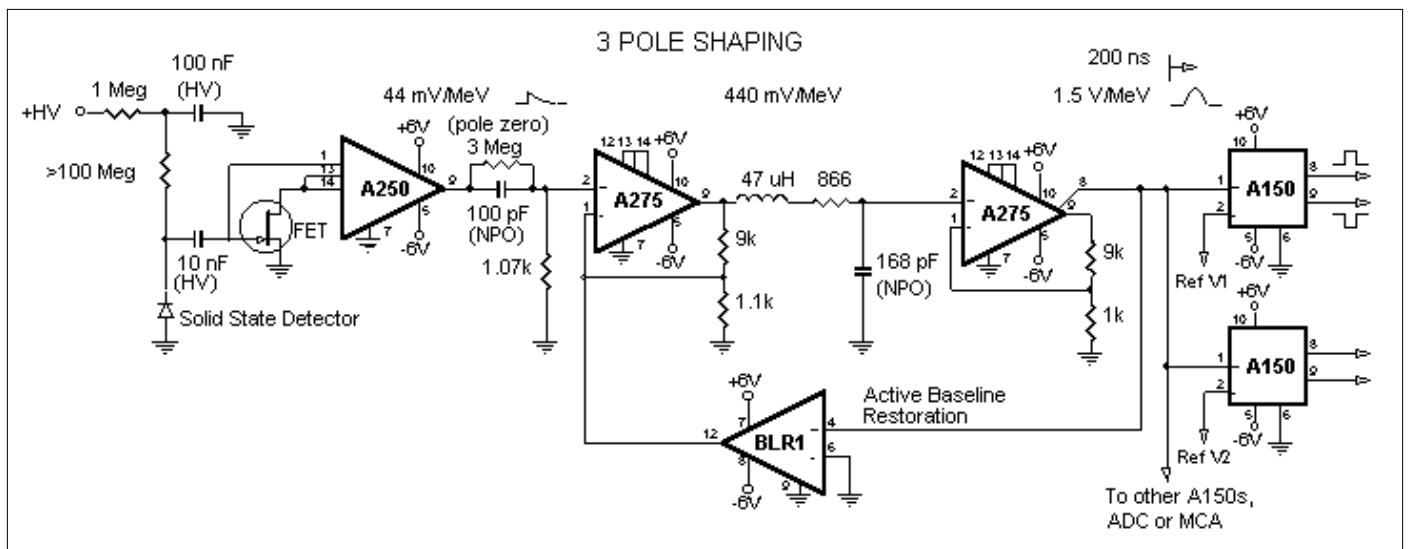 3 POLE SHAPING
200 ns
1.5 V/MeV
100 nF
(HV)
1 Meg
+HV
>100 Meg
44 mV/MeV
(pole zero)
3 Meg
440 mV/MeV
+6V
1
13
14
10
A250
9
5
7
-6V
FET
10 nF
(HV)
Solid State Detector
100 pF
(NPO)
1.07k
12 13 14
+6V
2
10
A275
9
1
5
7
-6V
9k
1.1k
47 uH
866
168 pF
(NPO)
12 13 14
+6V
2
10
8
A275
9
1
5
7
-6V
9k
1k
+6V
10
1
A150
8
2
9
5
6
-6V
Ref V1
+6V
10
1
A150
8
2
9
5
6
-6V
Ref V2
To other A150s,
ADC or MCA
Active Baseline
Restoration
+6V
7
12
BLR1
4
6
8
9
-6V